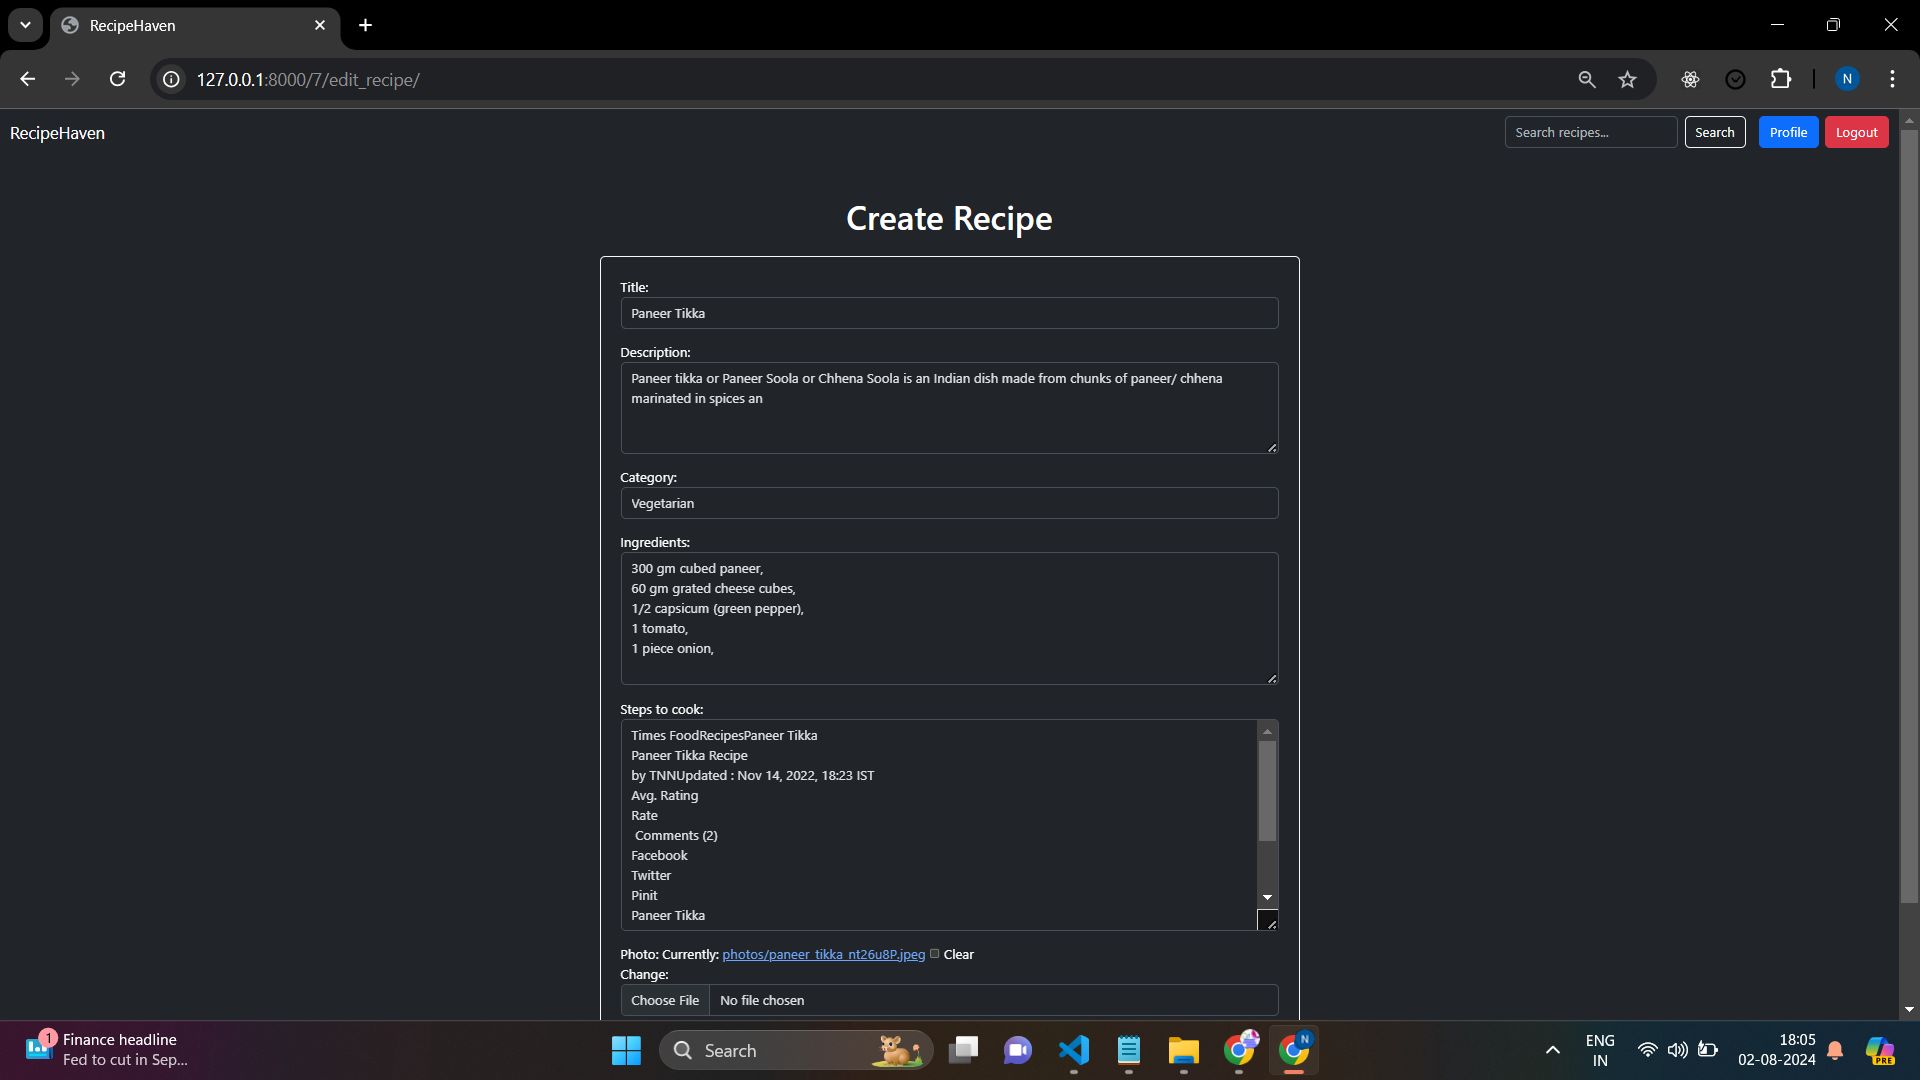 RecipeHaven
127.0.0.1:8000/7/edit_recipe/
N
RecipeHaven
Search recipes...
Search
Profile
Logout
Create Recipe
Title:
Paneer Tikka
Description:
Paneer tikka or Paneer Soola or Chhena Soola is an Indian dish made from chunks of paneer/ chhena
marinated in spices an
Category:
Vegetarian
Ingredients:
300 gm cubed paneer,
60 gm grated cheese cubes,
1/2 capsicum (green pepper),
1 tomato,
1 piece onion,
Steps to cook:
Times FoodRecipesPaneer Tikka
Paneer Tikka Recipe
by TNNUpdated : Nov 14, 2022, 18:23 IST
Avg. Rating
Rate
Comments (2)
Facebook
Twitter
Pinit
Paneer Tikka
Photo: Currently: photos/paneer_tikka_nt26u8P.jpeg Clear
Change:
Choose File No file chosen
1
Finance headline
Fed to cut in Sep...
Search
N
ENG
IN
18:05
02-08-2024
PRE